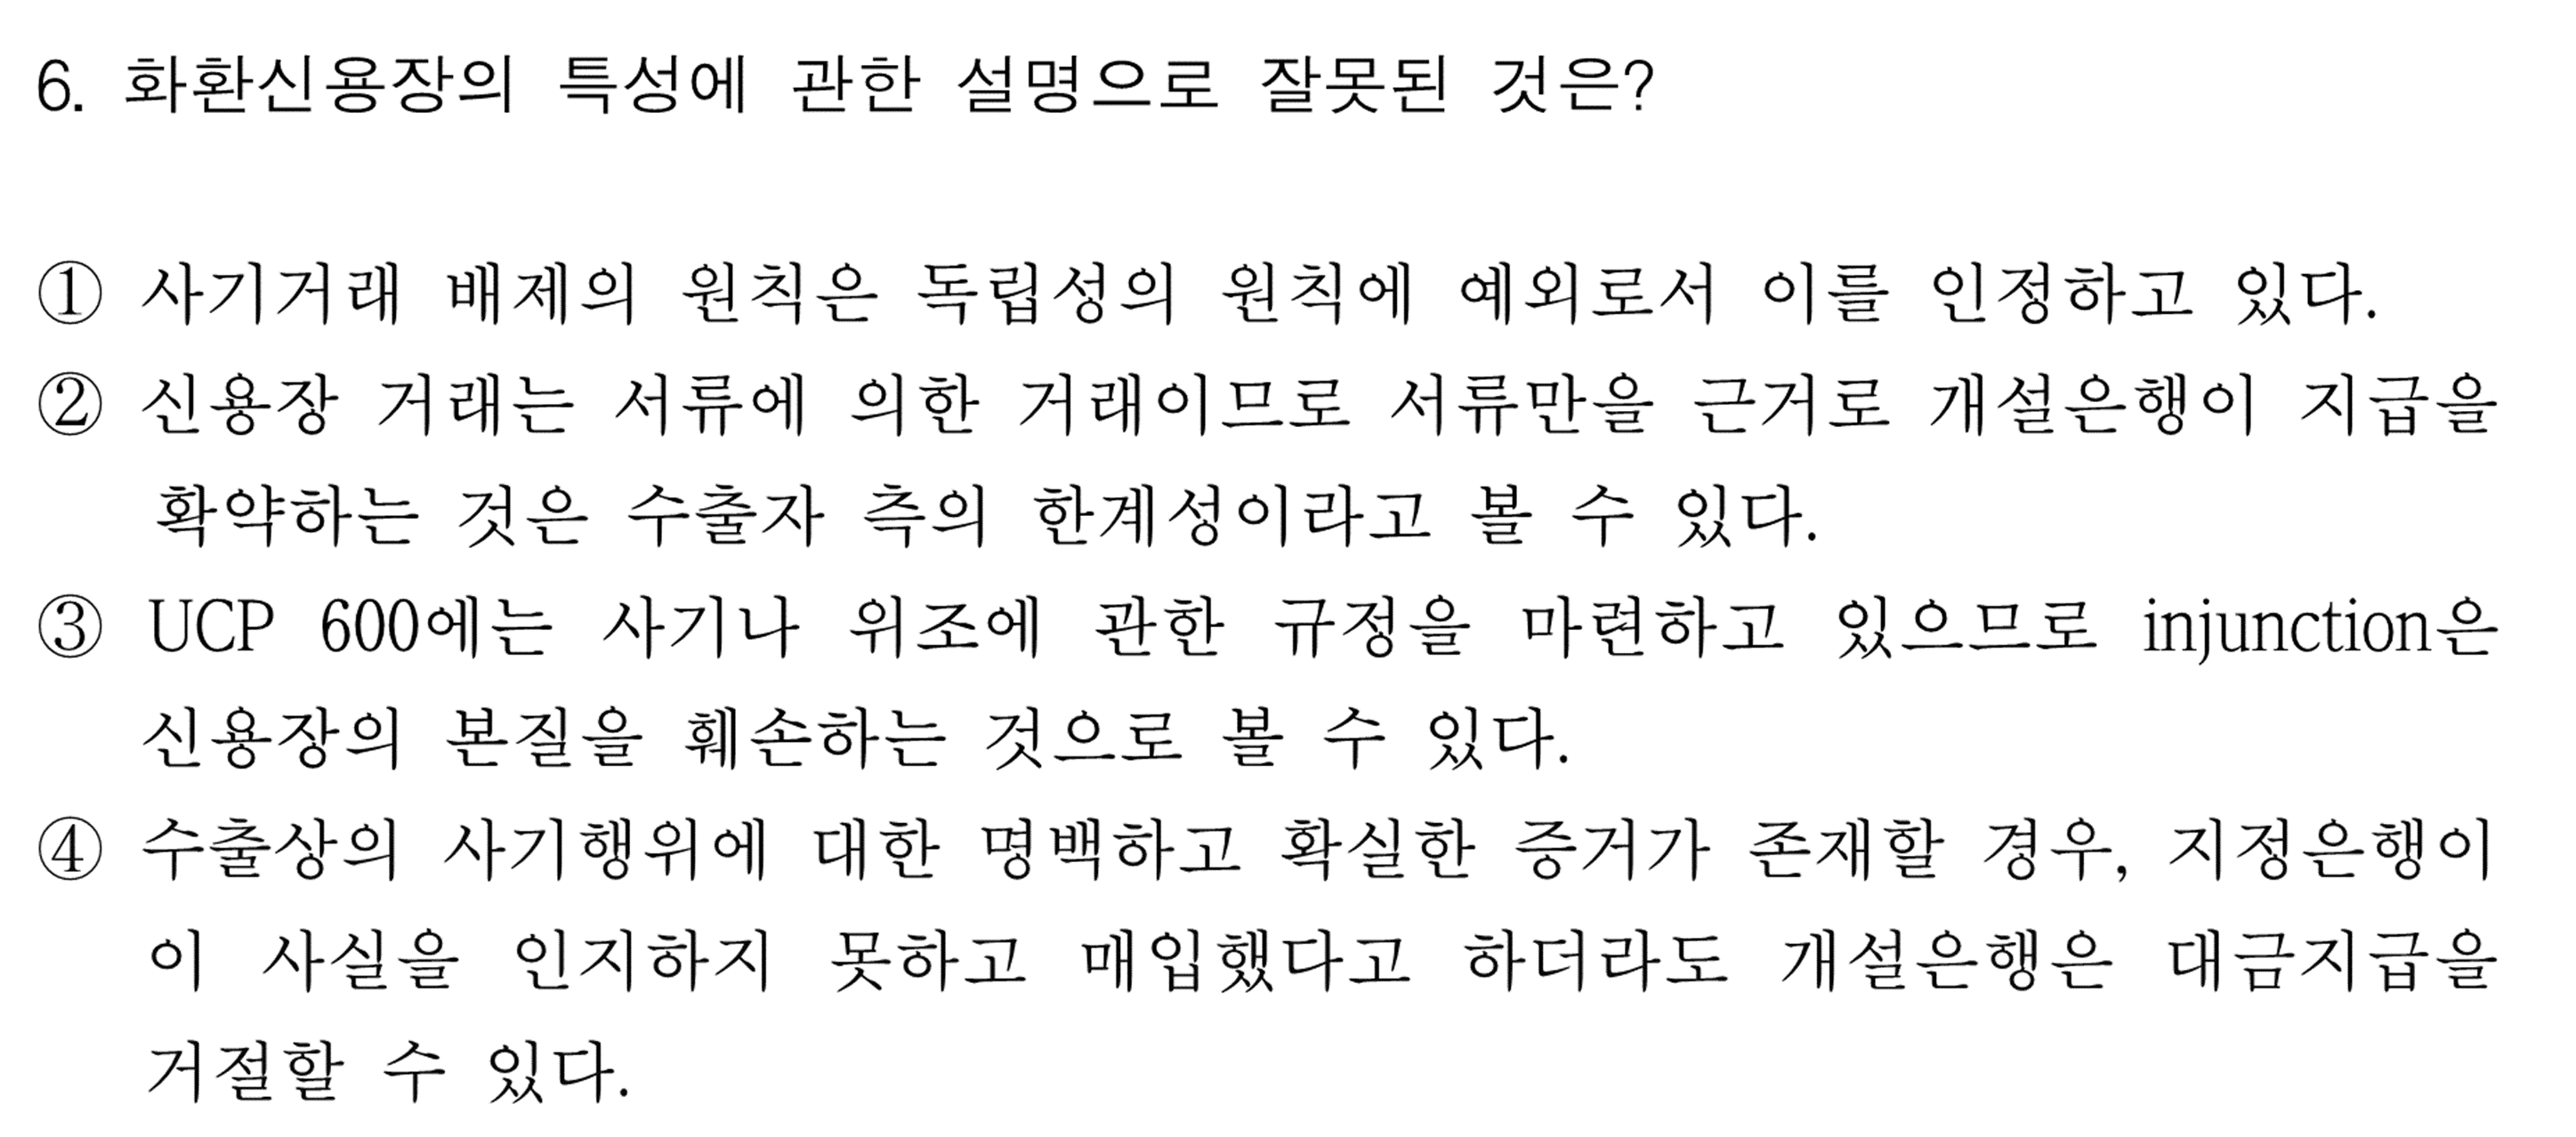 6. 화환신용장의 특성에 관한 설명으로 잘못된 것은?
① 사기거래 배제의 원칙은 독립성의 원칙에 예외로서 이를 인정하고 있다.
② 신용장 거래는 서류에 의한 거래이므로 서류만을 근거로 개설은행이 지급을
확약하는 것은 수출자 측의 한계성이라고 볼 수 있다.
③ UCP 600에는 사기나 위조에 관한 규정을 마련하고 있으므로 injunction은
신용장의 본질을 훼손하는 것으로 볼 수 있다.
④ 수출상의 사기행위에 대한 명백하고 확실한 증거가 존재할 경우, 지정은행이
이 사실을 인지하지 못하고 매입했다고 하더라도 개설은행은 대금지급을
거절할 수 있다.